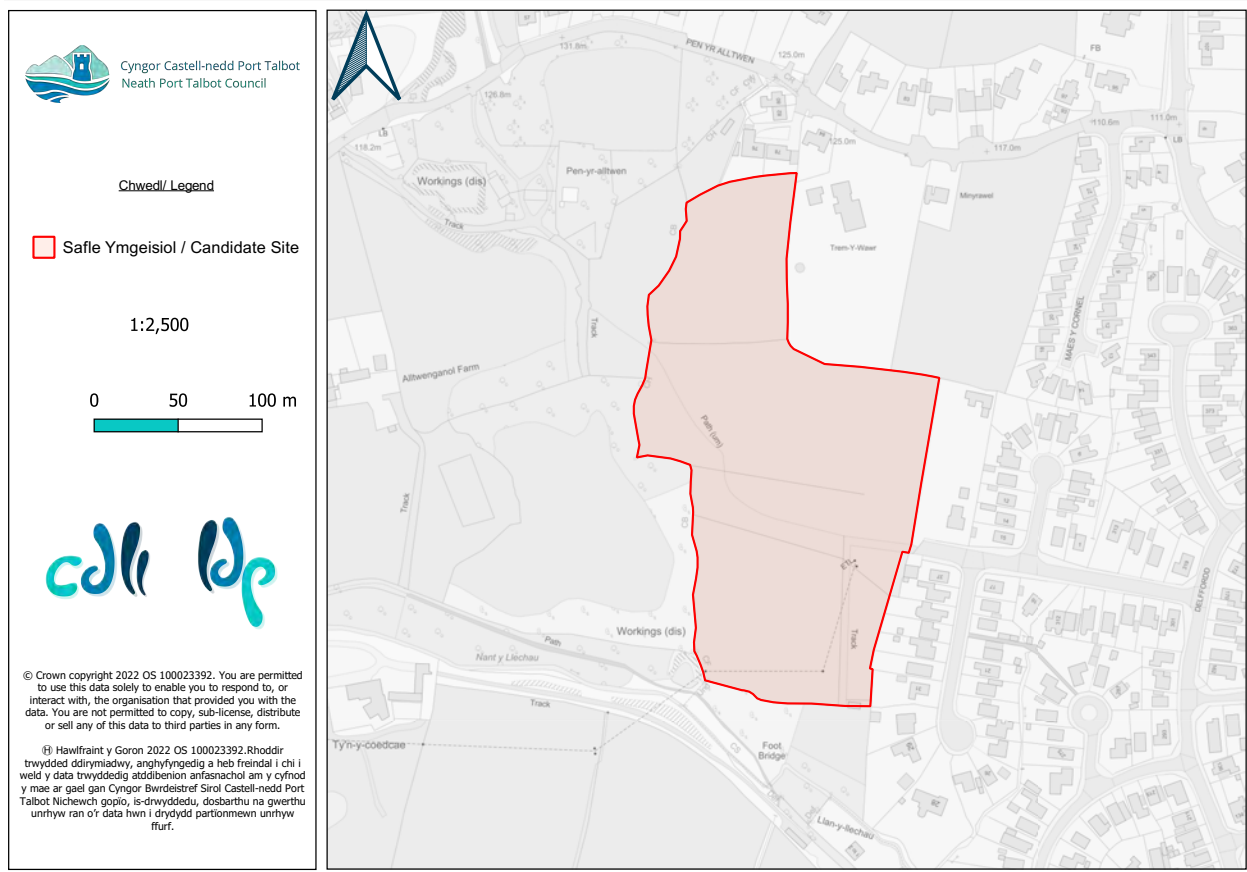 Cyngor Castell-nedd Port Talbot
Neath Port Talbot Council
Chwedl/ Legend
Safle Ymgeisiol / Candidate Site
1:2,500
0 50 100 m
cdll ldp
© Crown copyright 2022 OS 100023392. You are permitted
to use this data solely to enable you to respond to, or
interact with, the organisation that provided you with the
data. You are not permitted to copy, sub-license, distribute
or sell any of this data to third parties in any form.
Ⓗ Hawlfraint y Goron 2022 OS 100023392.Rhoddir
trwydded ddirymiadwy, anghyfyngedig a heb freindal i chi i
weld y data trwyddedig atddibenion anfasnachol am y cyfnod
y mae ar gael gan Cyngor Bwrdeistref Sirol Castell-nedd Port
Talbot Nichewch gopïo, is-drwyddedu, dosbarthu na gwerthu
unrhyw ran o'r data hwn i drydydd partïonmewn unrhyw
ffurf.
131.8m
PEN YR ALLTWEN
125.0m
FB
126.8m
LB
118.2m
125.0m
117.0m
110.6m
111.0m
LB
Workings (dis)
Pen-yr-alltwen
Track
Minyrawel
Trem-Y-Wawr
Track
MAES Y CORNEL
Alltwenganol Farm
Path (um)
Track
ETL
DELFFORDD
Workings (dis)
Path
Nant y Llechau
Track
Track
Ty'n-y-coedcae
CB
Foot
Bridge
Llan-y-llechau